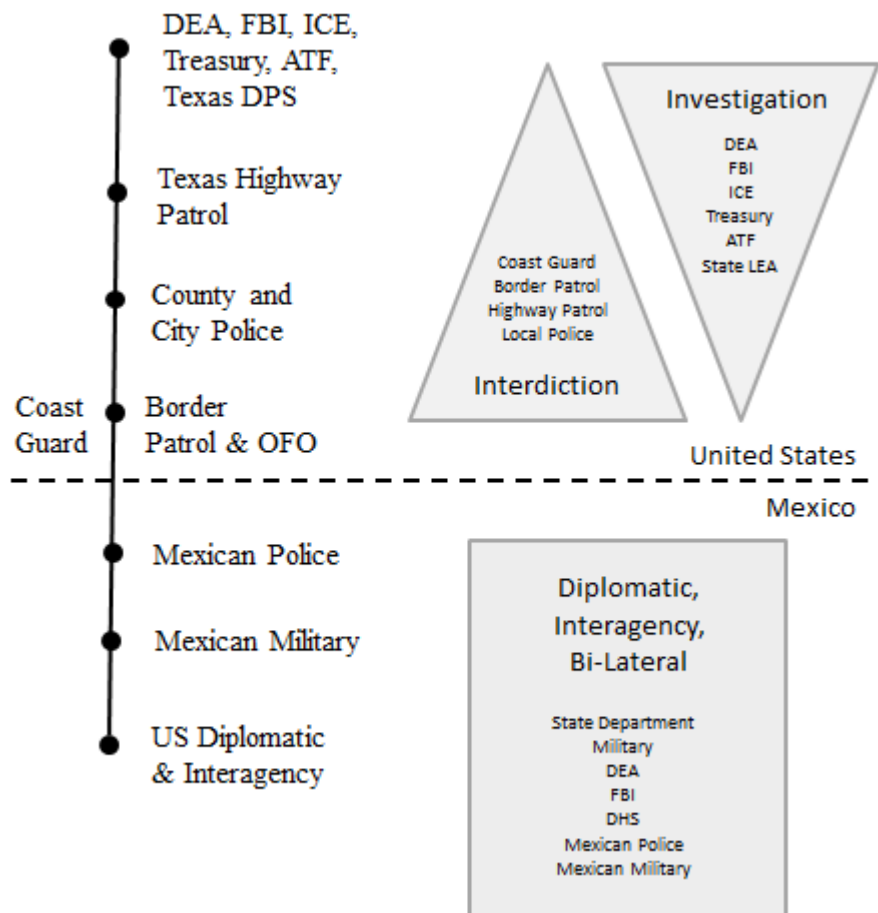 DEA, FBI, ICE,
Treasury, ATF,
Texas DPS
Texas Highway
Patrol
County and
City Police
Coast
Guard
Border
Patrol & OFO
Mexican Police
Mexican Military
US Diplomatic
& Interagency
Coast Guard
Border Patrol
Highway Patrol
Local Police
Interdiction
Investigation
DEA
FBI
ICE
Treasury
ATF
State LEA
United States
Mexico
Diplomatic,
Interagency,
Bi-Lateral
State Department
Military
DEA
FBI
DHS
Mexican Police
Mexican Military